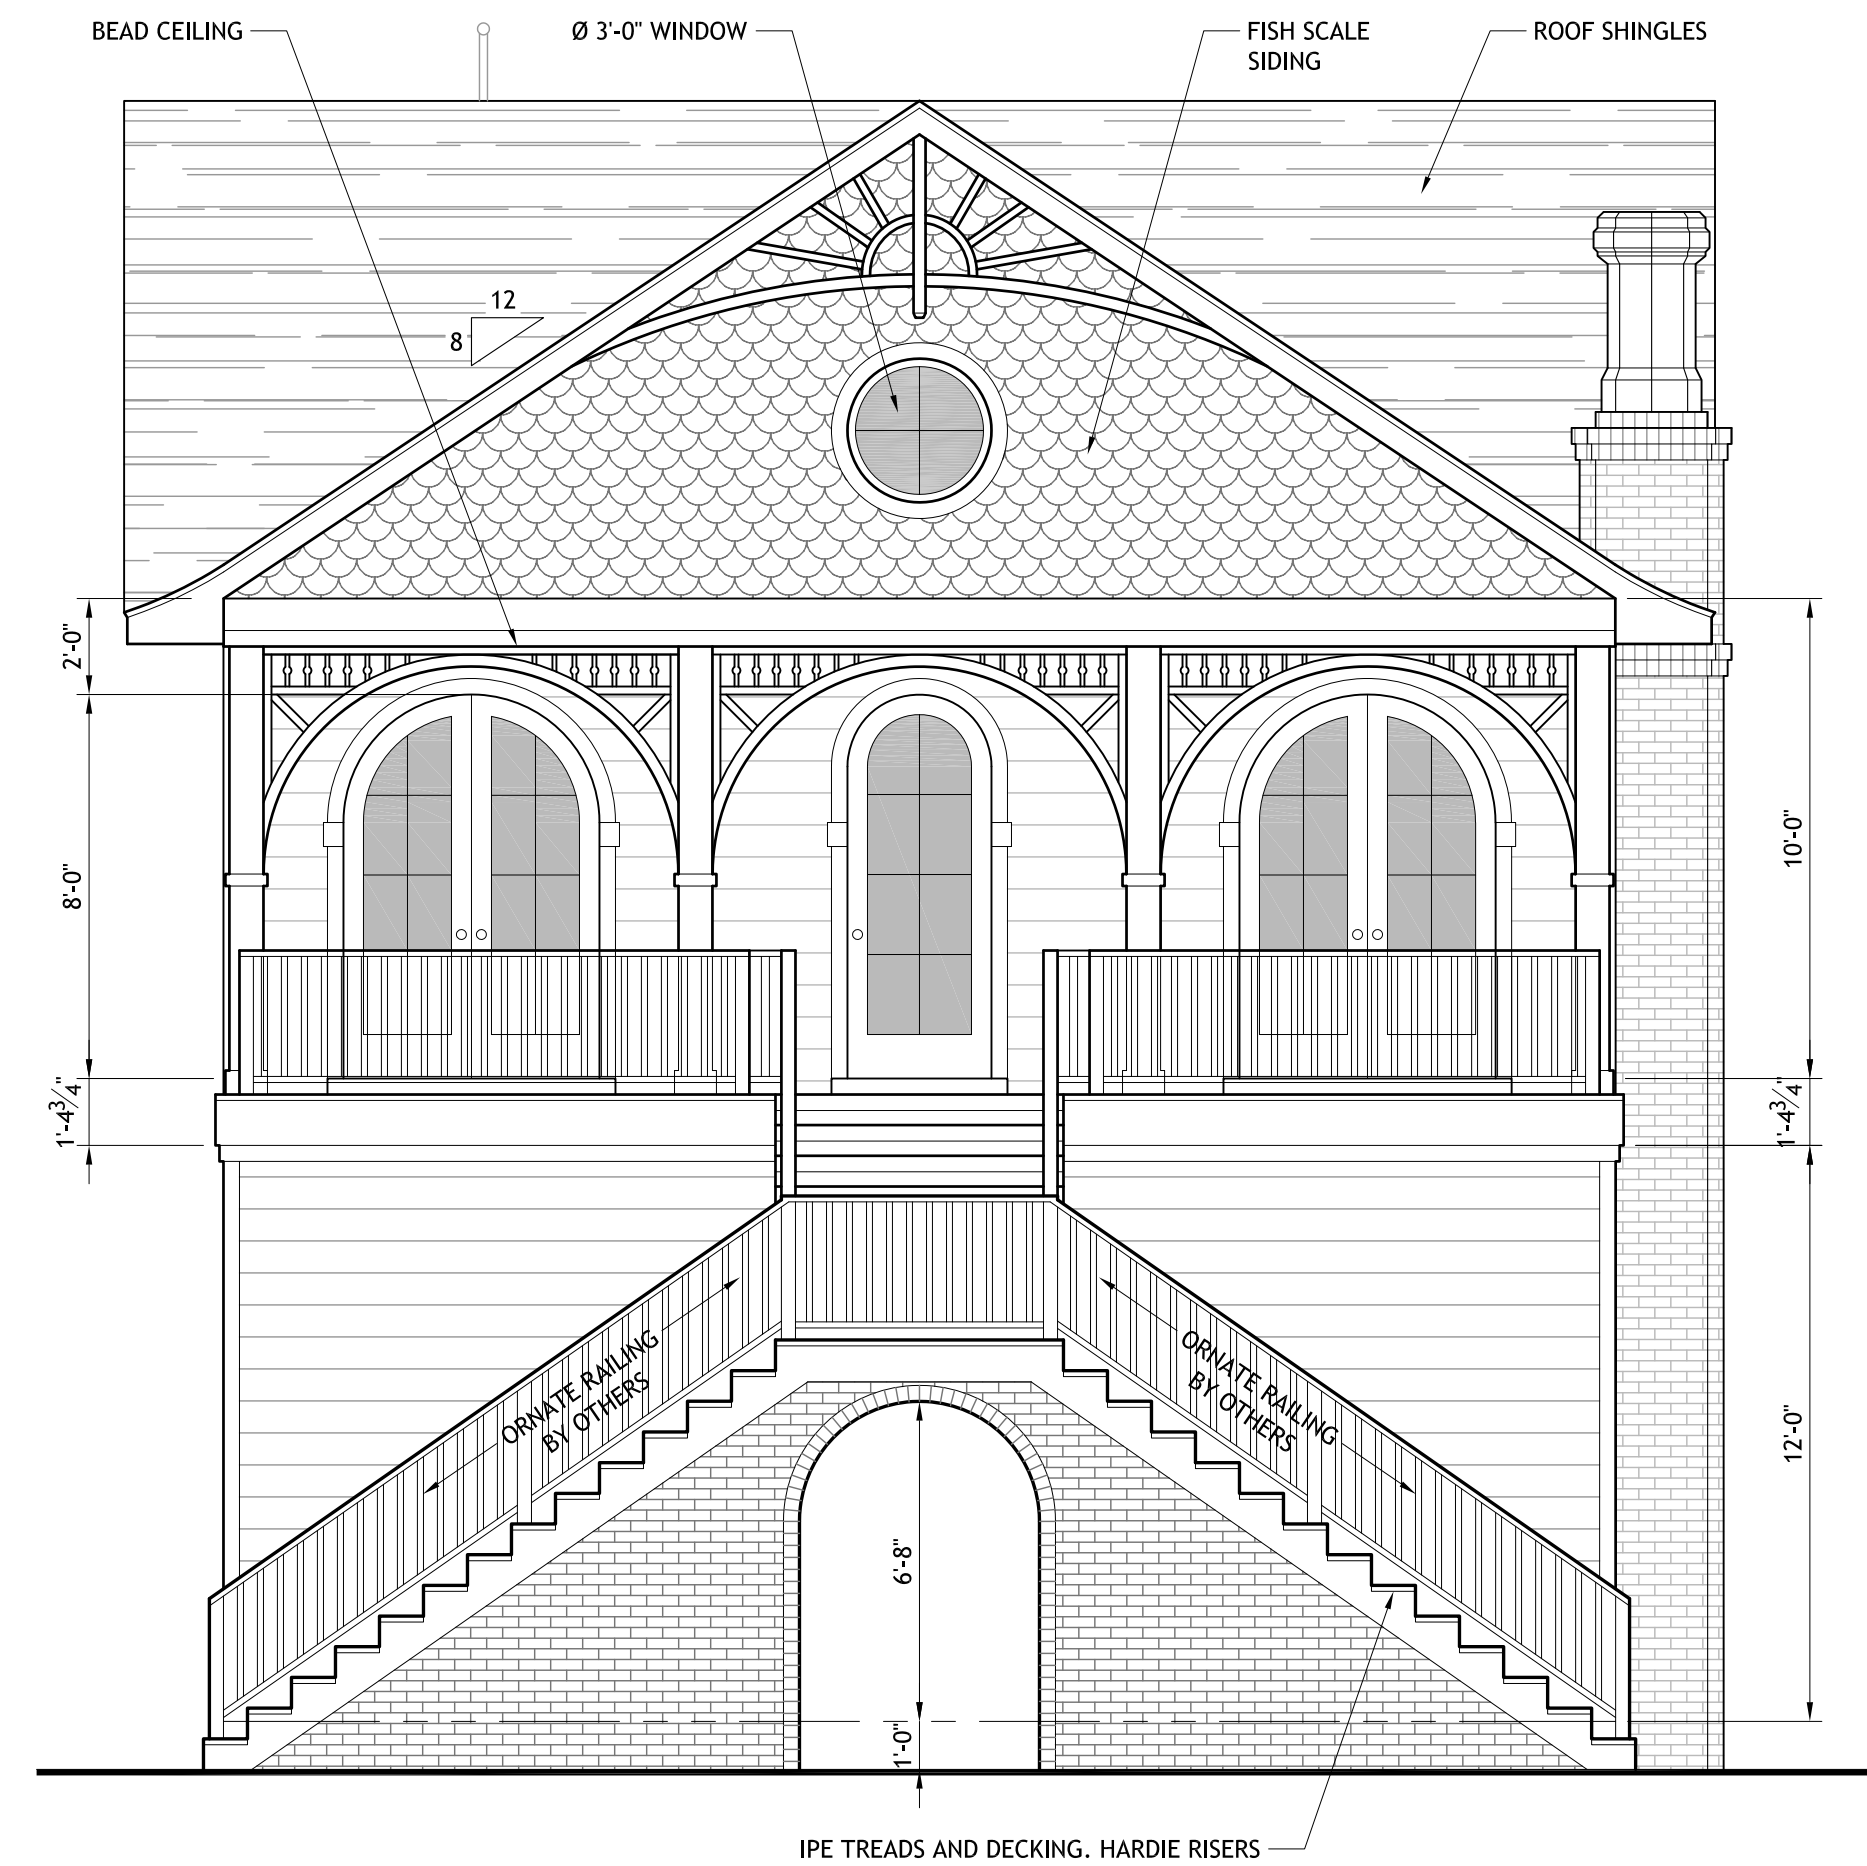 BEAD CEILING
Ø 3'-0" WINDOW
FISH SCALE
SIDING
ROOF SHINGLES
12
8
2'-0"
8'-0"
10'-0"
1'-4 3/4"
1'-4 3/4"
ORNATE RAILING
BY OTHERS
ORNATE RAILING
BY OTHERS
12'-0"
6'-8"
1'-0"
IPE TREADS AND DECKING. HARDIE RISERS